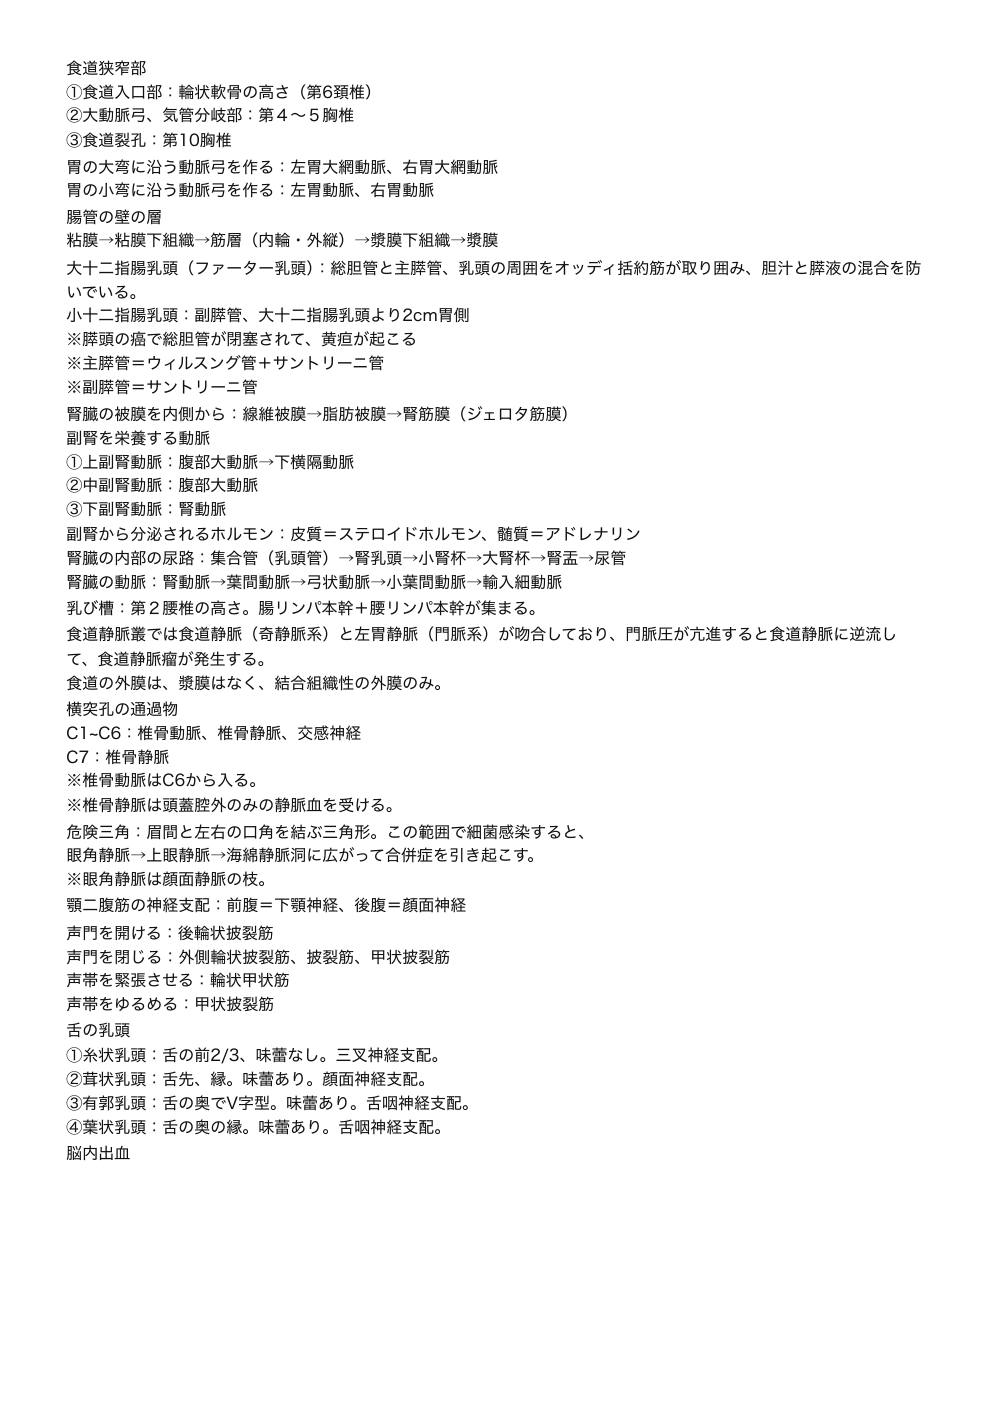 食道狭窄部
①食道入口部：輪状軟骨の高さ（第6頚椎）
②大動脈弓、気管分岐部：第４〜５胸椎
③食道裂孔：第10胸椎
胃の大弯に沿う動脈弓を作る：左胃大網動脈、右胃大網動脈
胃の小弯に沿う動脈弓を作る：左胃動脈、右胃動脈
腸管の壁の層
粘膜→粘膜下組織→筋層（内輪・外縦）→漿膜下組織→漿膜
大十二指腸乳頭（ファーター乳頭）：総胆管と主膵管、乳頭の周囲をオッディ括約筋が取り囲み、胆汁と膵液の混合を防
いでいる。
小十二指腸乳頭：副膵管、大十二指腸乳頭より2cm胃側
※膵頭の癌で総胆管が閉塞されて、黄疸が起こる
※主膵管＝ウィルスング管＋サントリーニ管
※副膵管＝サントリーニ管
腎臓の被膜を内側から：線維被膜→脂肪被膜→腎筋膜（ジェロタ筋膜）
副腎を栄養する動脈
①上副腎動脈：腹部大動脈→下横隔動脈
②中副腎動脈：腹部大動脈
③下副腎動脈：腎動脈
副腎から分泌されるホルモン：皮質＝ステロイドホルモン、髄質＝アドレナリン
腎臓の内部の尿路：集合管（乳頭管）→腎乳頭→小腎杯→大腎杯→腎盂→尿管
腎臓の動脈：腎動脈→葉間動脈→弓状動脈→小葉間動脈→輸入細動脈
乳び槽：第２腰椎の高さ。腸リンパ本幹＋腰リンパ本幹が集まる。
食道静脈叢では食道静脈（奇静脈系）と左胃静脈（門脈系）が吻合しており、門脈圧が亢進すると食道静脈に逆流し
て、食道静脈瘤が発生する。
食道の外膜は、漿膜はなく、結合組織性の外膜のみ。
横突孔の通過物
C1~C6：椎骨動脈、椎骨静脈、交感神経
C7：椎骨静脈
※椎骨動脈はC6から入る。
※椎骨静脈は頭蓋腔外のみの静脈血を受ける。
危険三角：眉間と左右の口角を結ぶ三角形。この範囲で細菌感染すると、
眼角静脈→上眼静脈→海綿静脈洞に広がって合併症を引き起こす。
※眼角静脈は顔面静脈の枝。
顎二腹筋の神経支配：前腹＝下顎神経、後腹＝顔面神経
声門を開ける：後輪状披裂筋
声門を閉じる：外側輪状披裂筋、披裂筋、甲状披裂筋
声帯を緊張させる：輪状甲状筋
声帯をゆるめる：甲状披裂筋
舌の乳頭
①糸状乳頭：舌の前2/3、味蕾なし。三叉神経支配。
②茸状乳頭：舌先、縁。味蕾あり。顔面神経支配。
③有郭乳頭：舌の奥でV字型。味蕾あり。舌咽神経支配。
④葉状乳頭：舌の奥の縁。味蕾あり。舌咽神経支配。
脳内出血